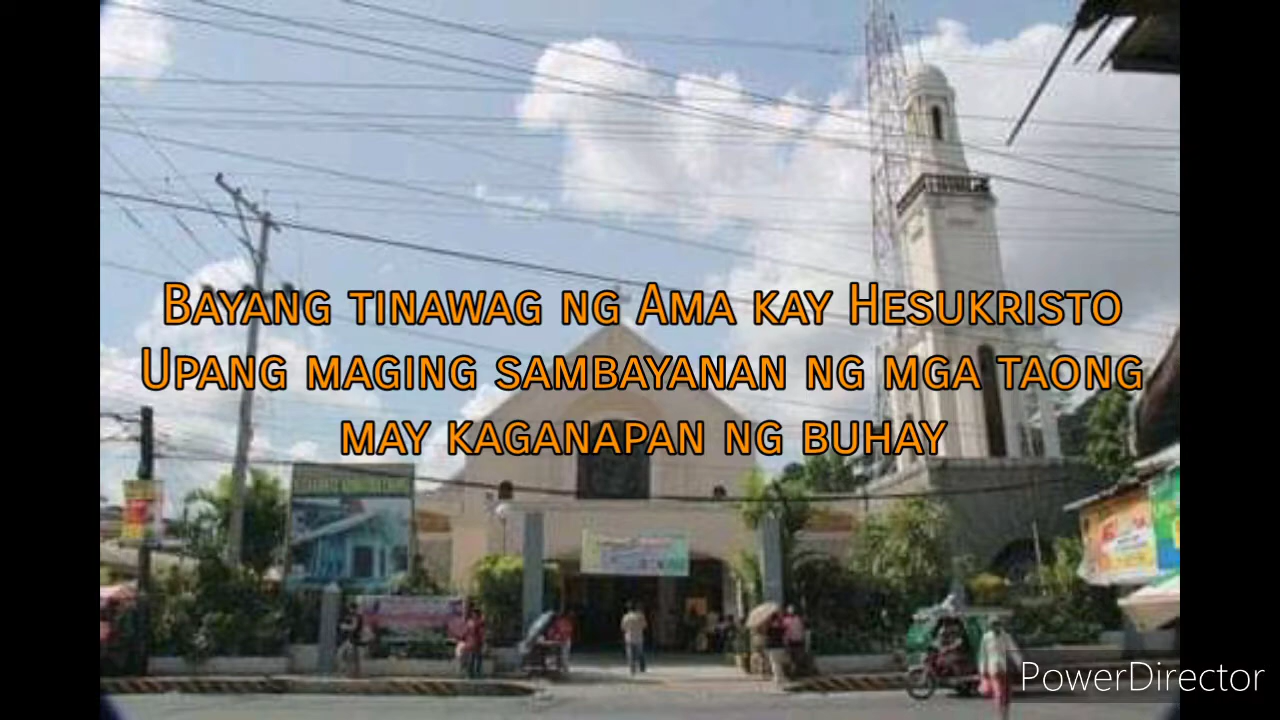 Bayang tinawag ng Ama kay Hesukristo
Upang maging sambayanan ng mga taong
may kaganapan ng buhay
PowerDirector